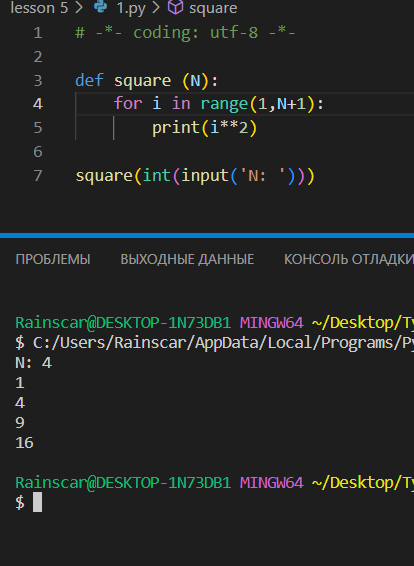 lesson 5 > 1.py > square
1 # -*- coding: utf-8 -*-
2
3 def square (N):
4 for i in range(1,N+1):
5 print(i**2)
6
7 square(int(input('N: ')))
ПРОБЛЕМЫ ВЫХОДНЫЕ ДАННЫЕ КОНСОЛЬ ОТЛАДКИ
Rainscar@DESKTOP-1N73DB1 MINGW64 ~/Desktop/Ty
$ C:/Users/Rainscar/AppData/Local/Programs/Py
N: 4
1
4
9
16
Rainscar@DESKTOP-1N73DB1 MINGW64 ~/Desktop/Ty
$